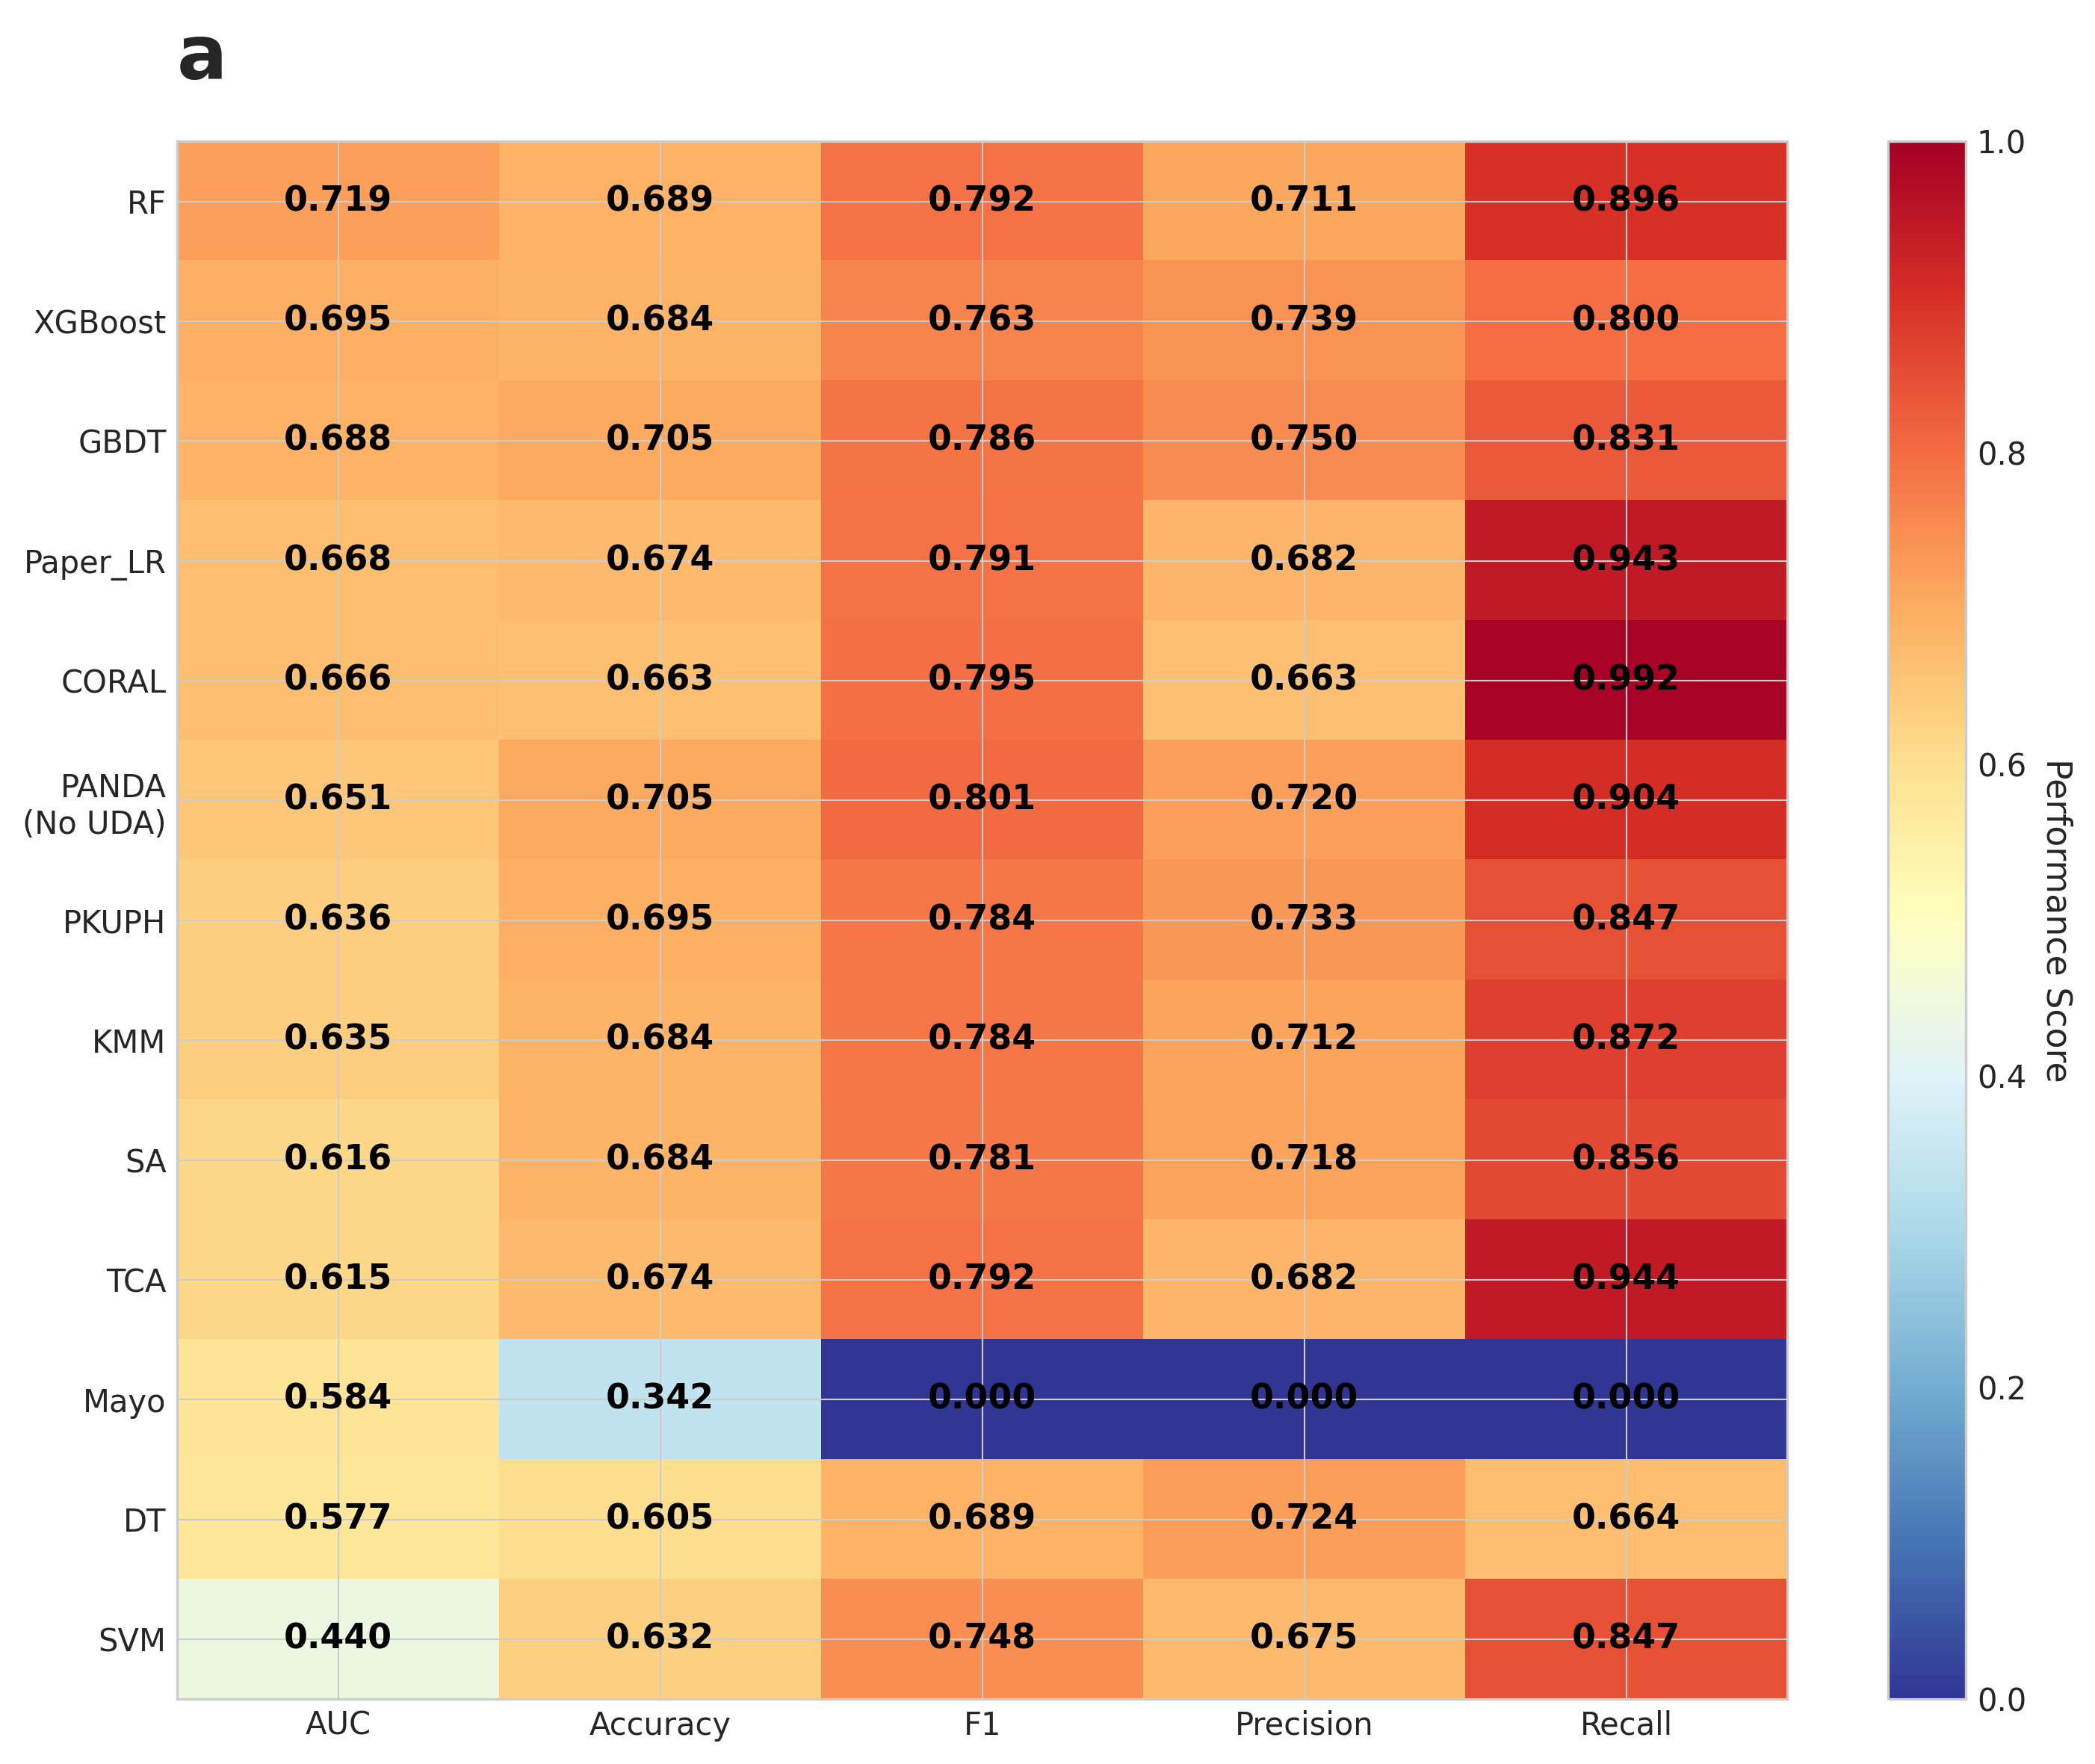 a
RF 0.719 0.689 0.792 0.711 0.896
XGBoost 0.695 0.684 0.763 0.739 0.800
GBDT 0.688 0.705 0.786 0.750 0.831
Paper_LR 0.668 0.674 0.791 0.682 0.943
CORAL 0.666 0.663 0.795 0.663 0.992
PANDA
(No UDA) 0.651 0.705 0.801 0.720 0.904
PKUPH 0.636 0.695 0.784 0.733 0.847
KMM 0.635 0.684 0.784 0.712 0.872
SA 0.616 0.684 0.781 0.718 0.856
TCA 0.615 0.674 0.792 0.682 0.944
Mayo 0.584 0.342 0.000 0.000 0.000
DT 0.577 0.605 0.689 0.724 0.664
SVM 0.440 0.632 0.748 0.675 0.847
AUC Accuracy F1 Precision Recall
1.0
0.8
0.6
0.4
0.2
0.0
Performance Score